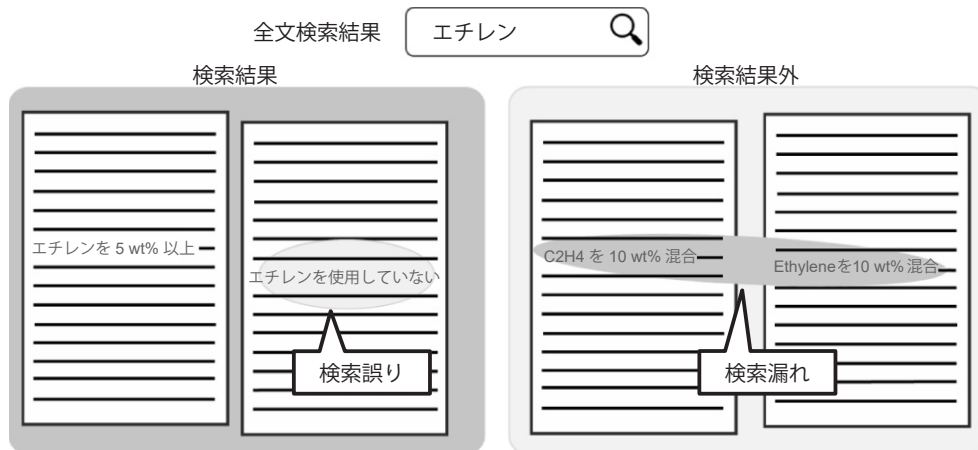 全文検索結果 エチレン
検索結果
検索結果外
エチレンを 5 wt% 以上
エチレンを使用していない
検索誤り
C2H4 を 10 wt% 混合
Ethyleneを10 wt% 混合
検索漏れ